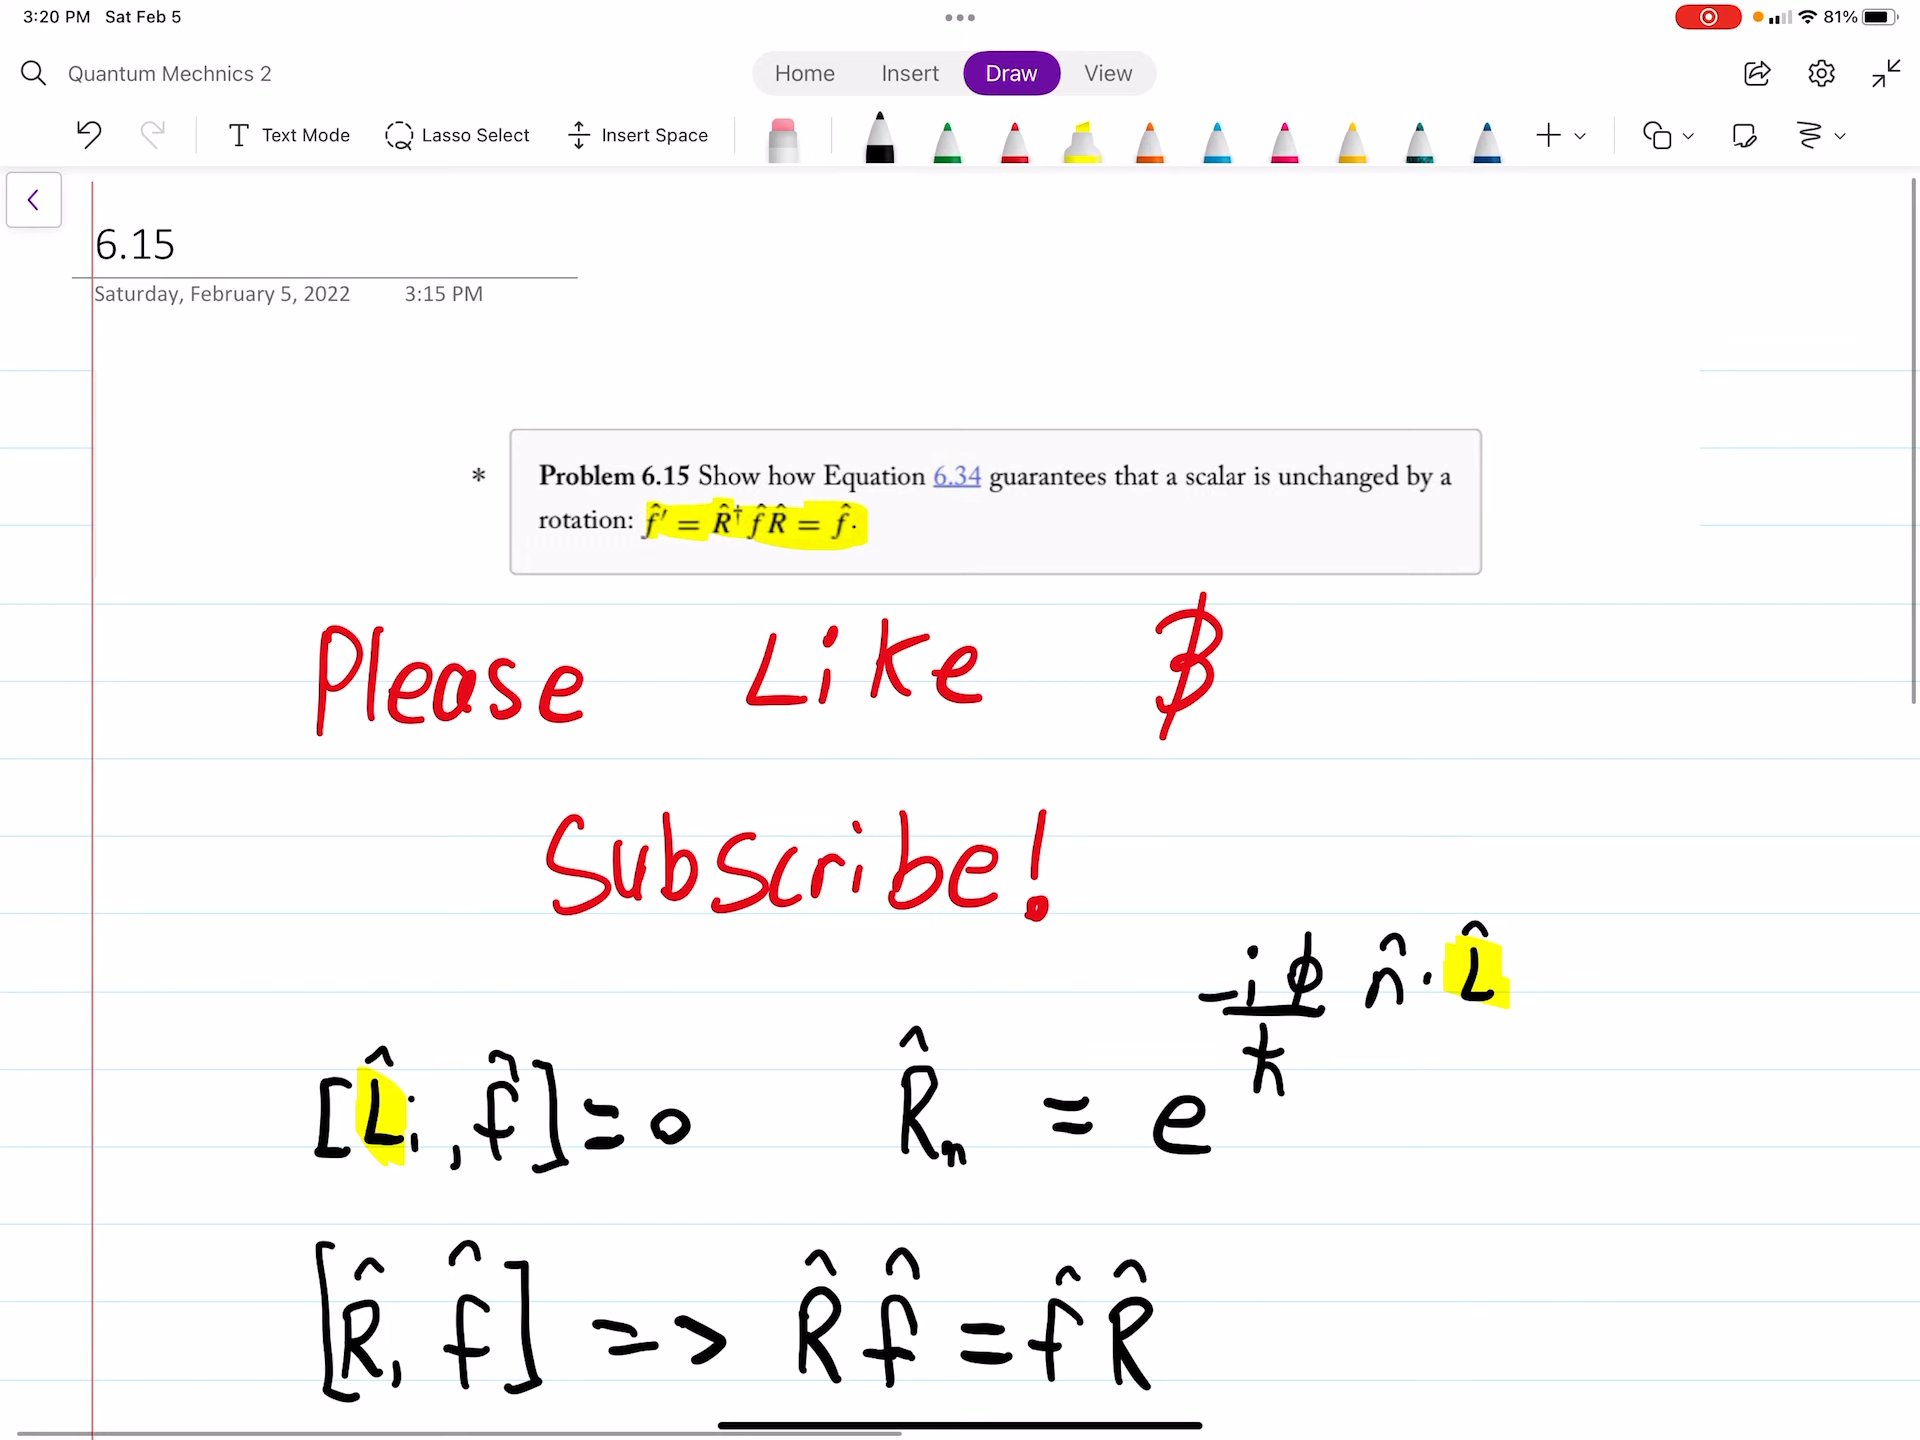 3:20 PM Sat Feb 5
81%
Quantum Mechnics 2
Home Insert Draw View
Text Mode Lasso Select Insert Space
6.15
Saturday, February 5, 2022 3:15 PM
* Problem 6.15 Show how Equation 6.34 guarantees that a scalar is unchanged by a
rotation: f̂′ = R̂† f̂ R̂ = f̂.
Please Like &
Subscribe!
[L̂i, f̂] = 0 R̂n = e^(-iϕ/ħ n̂·L̂)
[R̂, f̂] => R̂ f̂ = f̂ R̂